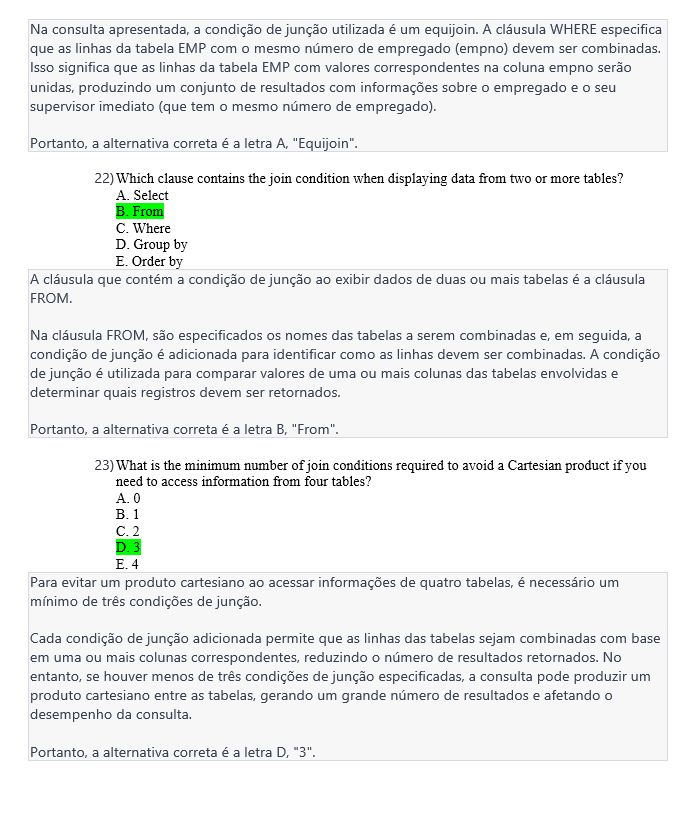 Na consulta apresentada, a condição de junção utilizada é um equijoin. A cláusula WHERE especifica
que as linhas da tabela EMP com o mesmo número de empregado (empno) devem ser combinadas.
Isso significa que as linhas da tabela EMP com valores correspondentes na coluna empno serão
unidas, produzindo um conjunto de resultados com informações sobre o empregado e o seu
supervisor imediato (que tem o mesmo número de empregado).
Portanto, a alternativa correta é a letra A, "Equijoin".
22) Which clause contains the join condition when displaying data from two or more tables?
A. Select
B. From
C. Where
D. Group by
E. Order by
A cláusula que contém a condição de junção ao exibir dados de duas ou mais tabelas é a cláusula
FROM.
Na cláusula FROM, são especificados os nomes das tabelas a serem combinadas e, em seguida, a
condição de junção é adicionada para identificar como as linhas devem ser combinadas. A condição
de junção é utilizada para comparar valores de uma ou mais colunas das tabelas envolvidas e
determinar quais registros devem ser retornados.
Portanto, a alternativa correta é a letra B, "From".
23) What is the minimum number of join conditions required to avoid a Cartesian product if you
need to access information from four tables?
A. 0
B. 1
C. 2
D. 3
E. 4
Para evitar um produto cartesiano ao acessar informações de quatro tabelas, é necessário um
mínimo de três condições de junção.
Cada condição de junção adicionada permite que as linhas das tabelas sejam combinadas com base
em uma ou mais colunas correspondentes, reduzindo o número de resultados retornados. No
entanto, se houver menos de três condições de junção especificadas, a consulta pode produzir um
produto cartesiano entre as tabelas, gerando um grande número de resultados e afetando o
desempenho da consulta.
Portanto, a alternativa correta é a letra D, "3".